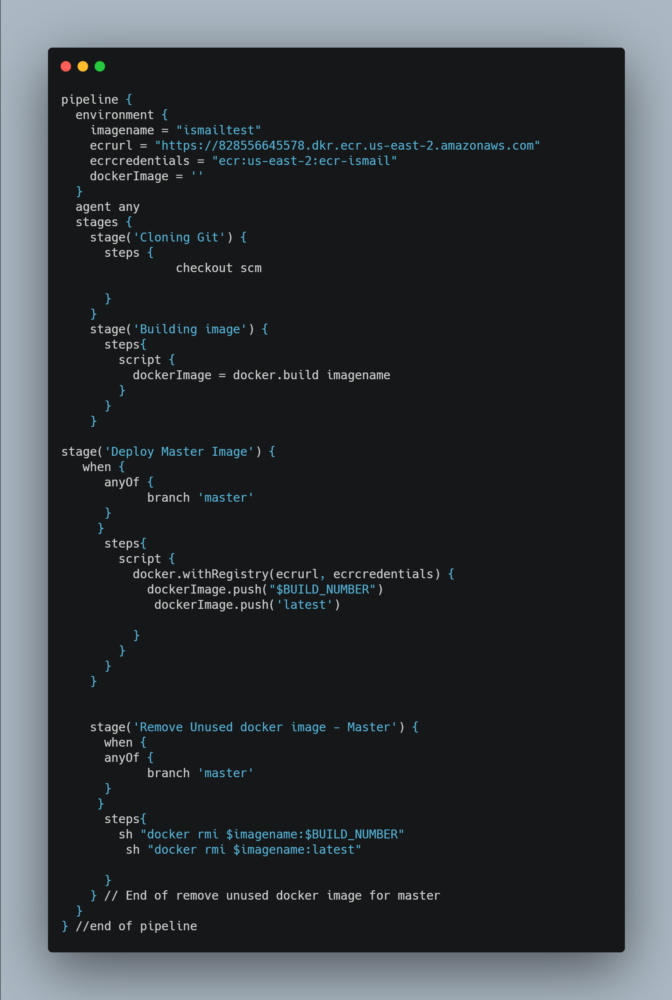 pipeline {
  environment {
    imagename = "ismailtest"
    ecrurl = "https://828556645578.dkr.ecr.us-east-2.amazonaws.com"
    ecrcredentials = "ecr:us-east-2:ecr-ismail"
    dockerImage = ''
  }
  agent any
  stages {
    stage('Cloning Git') {
      steps {
                checkout scm

      }
    }
    stage('Building image') {
      steps{
        script {
          dockerImage = docker.build imagename
        }
      }
    }

stage('Deploy Master Image') {
   when {
      anyOf {
            branch 'master'
      }
     }
      steps{
        script {
          docker.withRegistry(ecrurl, ecrcredentials) {
            dockerImage.push("$BUILD_NUMBER")
             dockerImage.push('latest')

          }
        }
      }
    }


    stage('Remove Unused docker image - Master') {
      when {
      anyOf {
            branch 'master'
      }
     }
      steps{
        sh "docker rmi $imagename:$BUILD_NUMBER"
         sh "docker rmi $imagename:latest"

      }
    } // End of remove unused docker image for master
  }
} //end of pipeline